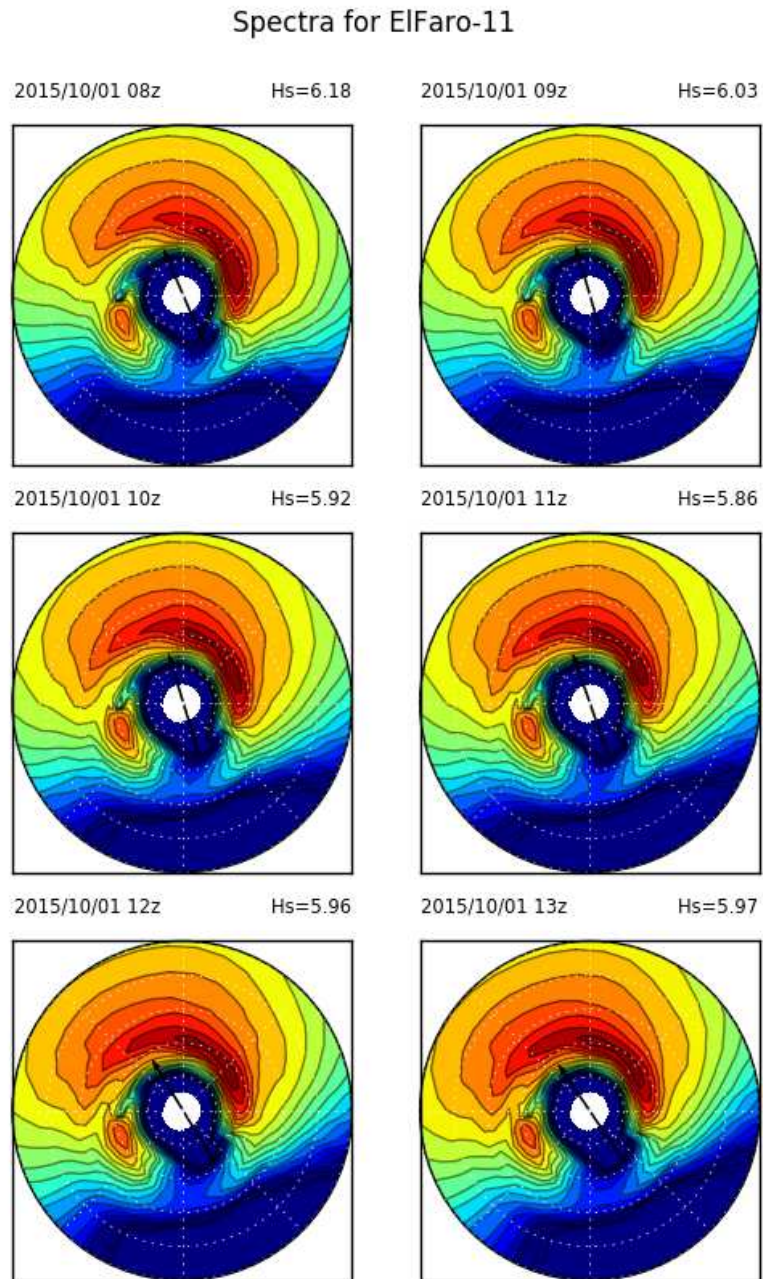 Spectra for ElFaro-11
2015/10/01 08z Hs=6.18
2015/10/01 09z Hs=6.03
2015/10/01 10z Hs=5.92
2015/10/01 11z Hs=5.86
2015/10/01 12z Hs=5.96
2015/10/01 13z Hs=5.97